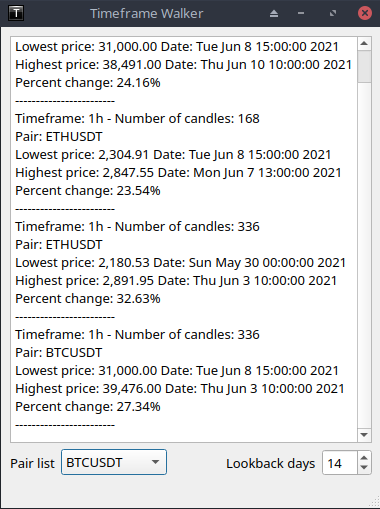 Timeframe Walker
Lowest price: 31,000.00 Date: Tue Jun 8 15:00:00 2021
Highest price: 38,491.00 Date: Thu Jun 10 10:00:00 2021
Percent change: 24.16%
------------------------
Timeframe: 1h - Number of candles: 168
Pair: ETHUSDT
Lowest price: 2,304.91 Date: Tue Jun 8 15:00:00 2021
Highest price: 2,847.55 Date: Mon Jun 7 13:00:00 2021
Percent change: 23.54%
------------------------
Timeframe: 1h - Number of candles: 336
Pair: ETHUSDT
Lowest price: 2,180.53 Date: Sun May 30 00:00:00 2021
Highest price: 2,891.95 Date: Thu Jun 3 10:00:00 2021
Percent change: 32.63%
------------------------
Timeframe: 1h - Number of candles: 336
Pair: BTCUSDT
Lowest price: 31,000.00 Date: Tue Jun 8 15:00:00 2021
Highest price: 39,476.00 Date: Thu Jun 3 10:00:00 2021
Percent change: 27.34%
------------------------
Pair list BTCUSDT Lookback days 14